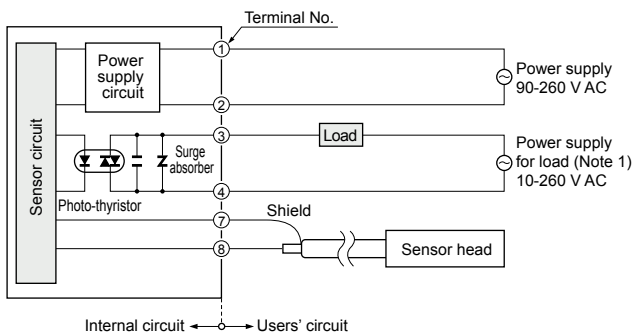 Terminal No.
1
Power
supply
circuit
Power supply
90-260 V AC
2
Sensor circuit
3
Load
Surge
absorber
Power supply
for load (Note 1)
10-260 V AC
4
Photo-thyristor
7
Shield
8
Sensor head
Internal circuit
Users' circuit